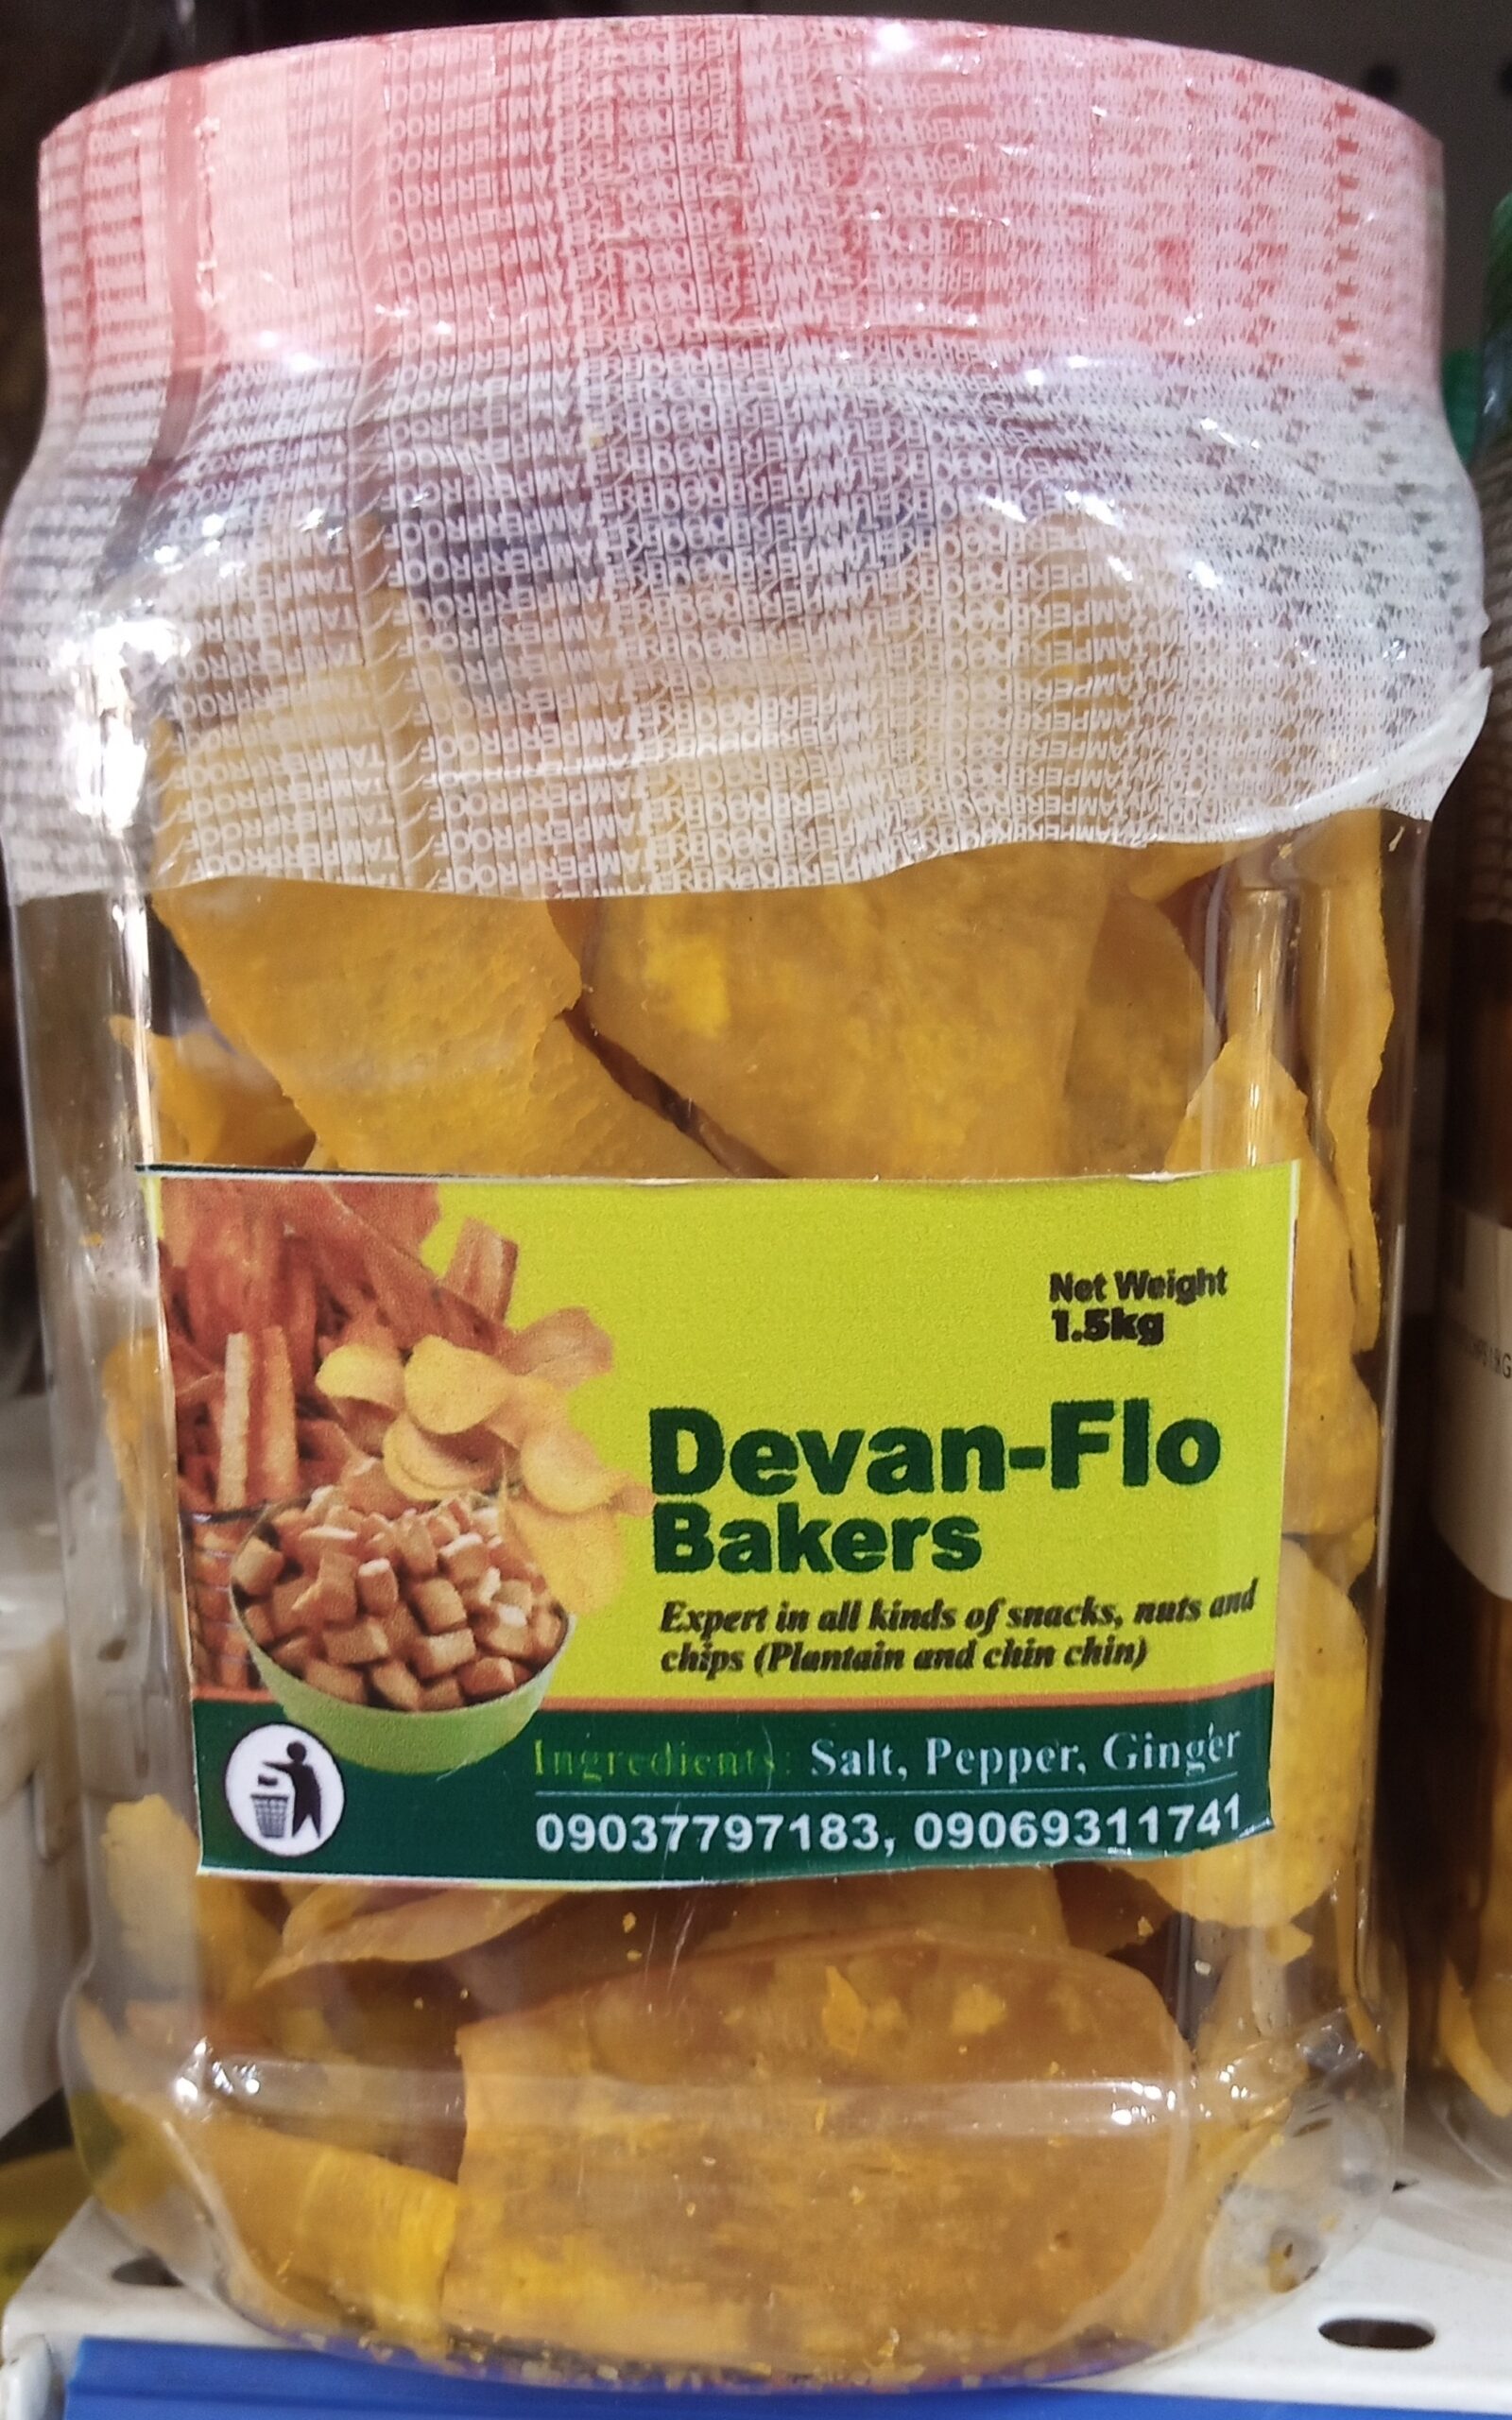 TAMPERPROOF
Net Weight
1.5kg
Devan-Flo
Bakers
Expert in all kinds of snacks, nuts and
chips (Plantain and chin chin)
Ingredients: Salt, Pepper, Ginger
09037797183, 09069311741